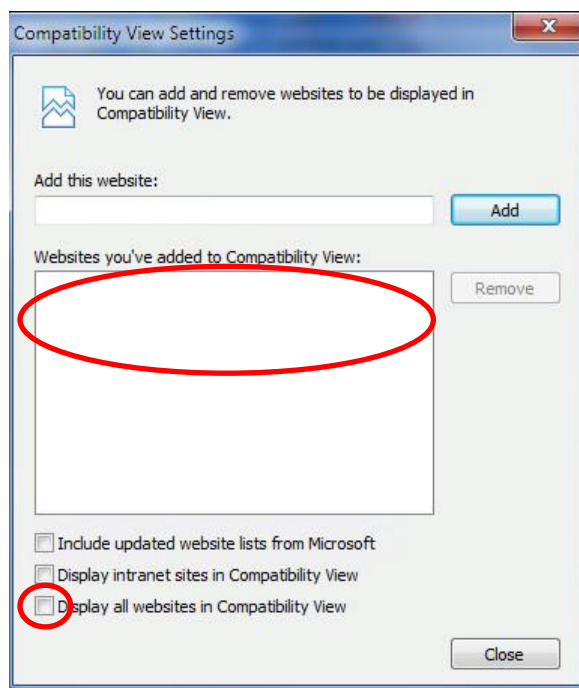 Compatibility View Settings
You can add and remove websites to be displayed in
Compatibility View.
Add this website:
Add
Websites you've added to Compatibility View:
Remove
Include updated website lists from Microsoft
Display intranet sites in Compatibility View
Display all websites in Compatibility View
Close